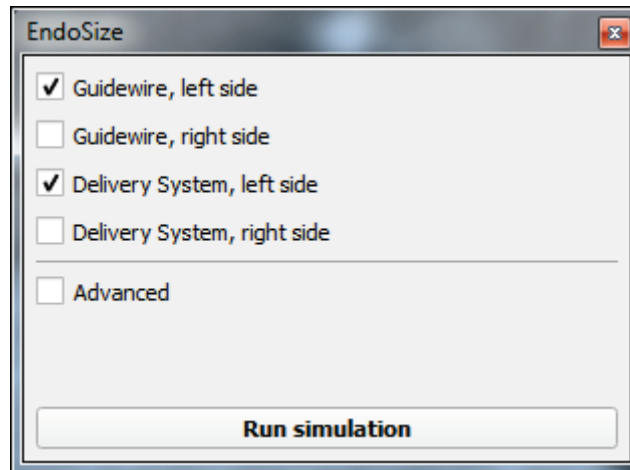 EndoSize
Guidewire, left side
Guidewire, right side
Delivery System, left side
Delivery System, right side
Advanced
Run simulation